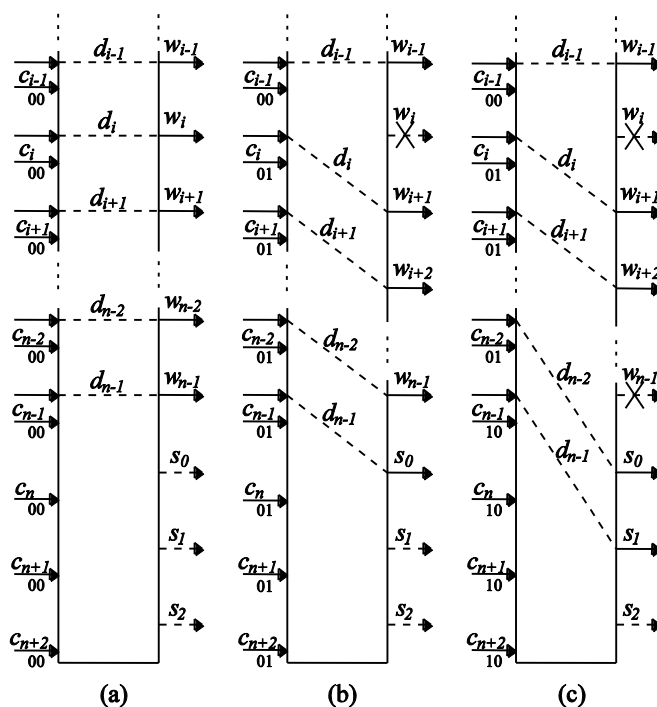 d_{i-1} w_{i-1}
c_{i-1}
00
d_i w_i
c_i
00
d_{i+1} w_{i+1}
c_{i+1}
00
d_{n-2} w_{n-2}
c_{n-2}
00
d_{n-1} w_{n-1}
c_{n-1}
00
s_0
c_n
00
s_1
c_{n+1}
00
s_2
c_{n+2}
00
(a)
d_{i-1} w_{i-1}
c_{i-1}
00
w_i
c_i
01
d_i
w_{i+1}
c_{i+1}
01
d_{i+1}
w_{i+2}
c_{n-2}
01
d_{n-2}
w_{n-1}
c_{n-1}
01
d_{n-1}
s_0
c_n
01
s_1
c_{n+1}
01
s_2
c_{n+2}
01
(b)
d_{i-1} w_{i-1}
c_{i-1}
00
w_i
c_i
01
d_i
w_{i+1}
c_{i+1}
01
d_{i+1}
w_{i+2}
c_{n-2}
01
d_{n-2}
w_{n-1}
c_{n-1}
10
d_{n-1}
s_0
c_n
10
s_1
c_{n+1}
10
s_2
c_{n+2}
10
(c)